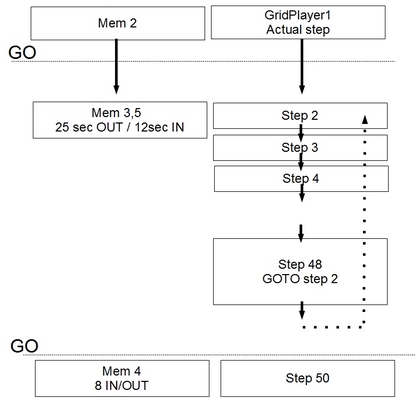 Mem 2
GridPlayer1
Actual step
GO
Mem 3,5
25 sec OUT / 12sec IN
Step 2
Step 3
Step 4
Step 48
GOTO step 2
GO
Mem 4
8 IN/OUT
Step 50